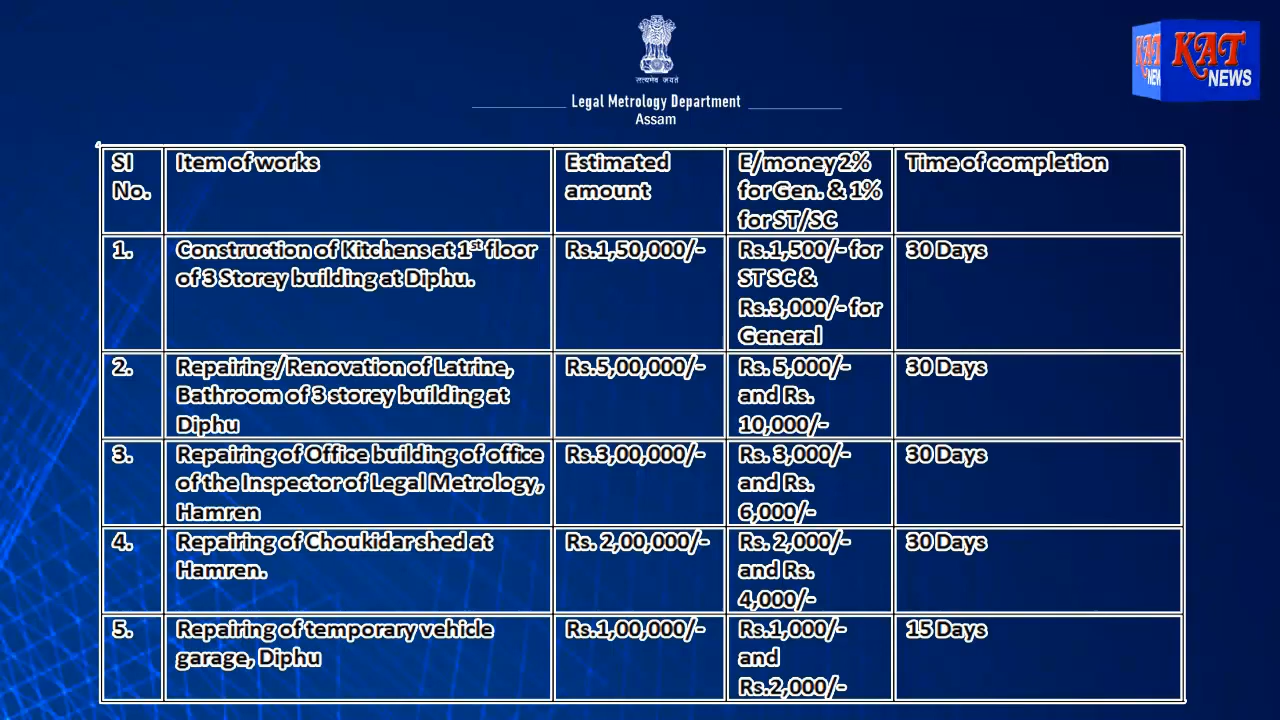 सत्यमेव जयते
Legal Metrology Department
Assam
KAT
NEWS
KAT
NEWS
SI
No.
Item of works
Estimated
amount
E/money 2%
for Gen. & 1%
for ST/SC
Time of completion
1.
Construction of Kitchens at 1st floor
of 3 Storey building at Diphu.
Rs.1,50,000/-
Rs.1,500/- for
ST SC &
Rs.3,000/- for
General
30 Days
2.
Repairing/Renovation of Latrine,
Bathroom of 3 storey building at
Diphu
Rs.5,00,000/-
Rs. 5,000/-
and Rs.
10,000/-
30 Days
3.
Repairing of Office building of office
of the Inspector of Legal Metrology,
Hamren
Rs.3,00,000/-
Rs. 3,000/-
and Rs.
6,000/-
30 Days
4.
Repairing of Choukidar shed at
Hamren.
Rs. 2,00,000/-
Rs. 2,000/-
and Rs.
4,000/-
30 Days
5.
Repairing of temporary vehicle
garage, Diphu
Rs.1,00,000/-
Rs.1,000/-
and
Rs.2,000/-
15 Days